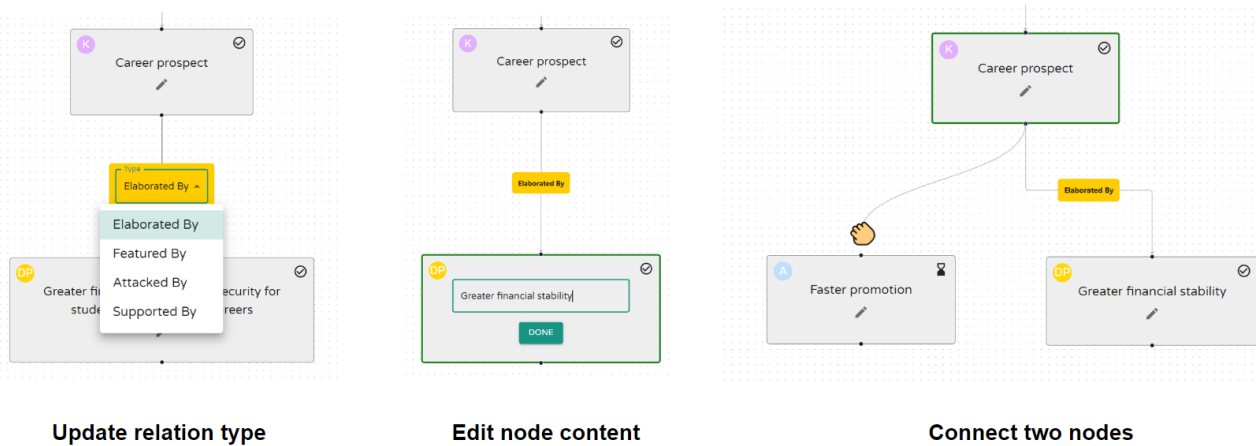 K
Career prospect
Type
Elaborated By
Elaborated By
Featured By
Attacked By
Supported By
DP
Greater fi ecurity for
stude reers
Update relation type
K
Career prospect
Elaborated By
DP
Greater financial stability
DONE
Edit node content
K
Career prospect
Elaborated By
A
Faster promotion
DP
Greater financial stability
Connect two nodes